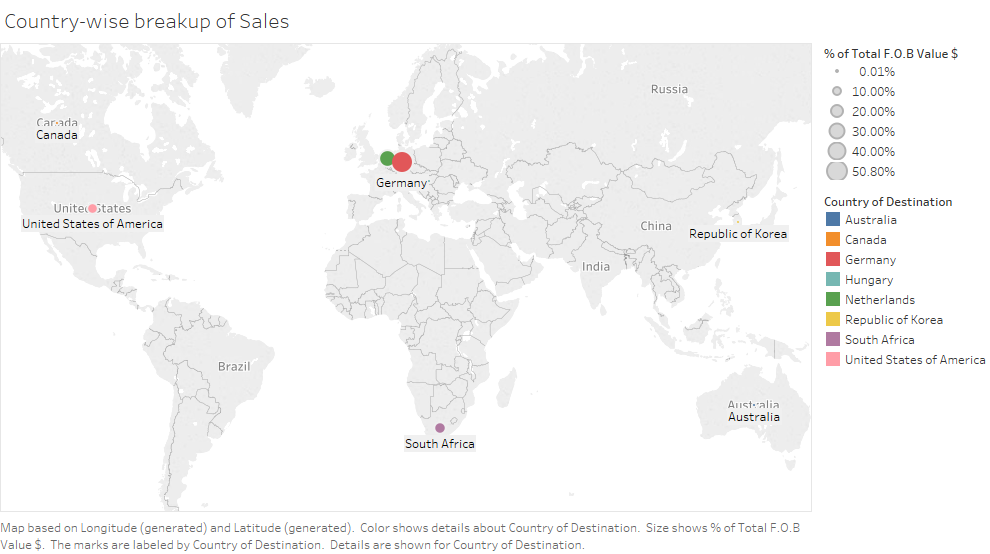 Country-wise breakup of Sales
% of Total F.O.B Value $
0.01%
10.00%
20.00%
30.00%
40.00%
50.80%
Country of Destination
Australia
Canada
Germany
Hungary
Netherlands
Republic of Korea
South Africa
United States of America
Russia
Canada
Canada
Germany
United States
United States of America
China
Republic of Korea
India
Brazil
Australia
Australia
South Africa
Map based on Longitude (generated) and Latitude (generated). Color shows details about Country of Destination. Size shows % of Total F.O.B
Value $. The marks are labeled by Country of Destination. Details are shown for Country of Destination.